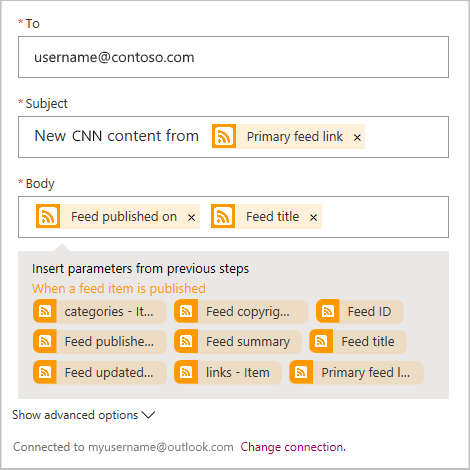 * To
username@contoso.com
* Subject
New CNN content from Primary feed link ×
* Body
Feed published on × Feed title ×
Insert parameters from previous steps
When a feed item is published
categories - It... Feed copyrig... Feed ID
Feed publishe... Feed summary Feed title
Feed updated... links - Item Primary feed l...
Show advanced options
Connected to myusername@outlook.com Change connection.